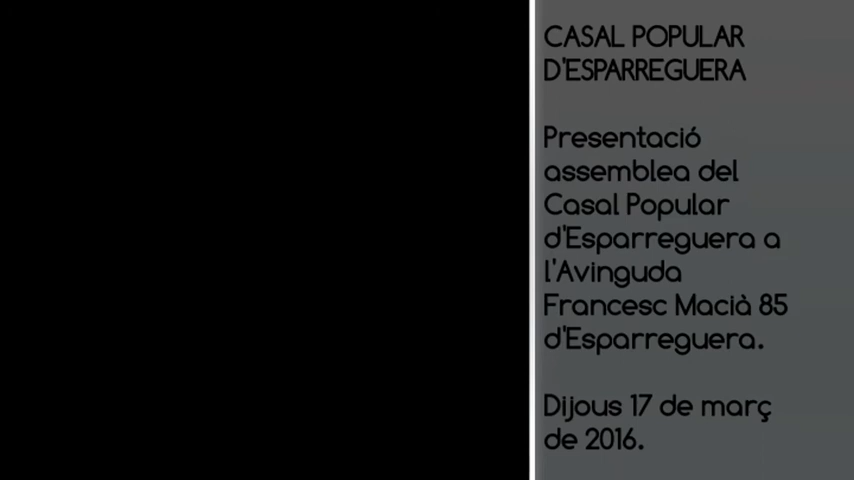 CASAL POPULAR
D'ESPARREGUERA
Presentació
assemblea del
Casal Popular
d'Esparreguera a
l'Avinguda
Francesc Macià 85
d'Esparreguera.
Dijous 17 de març
de 2016.